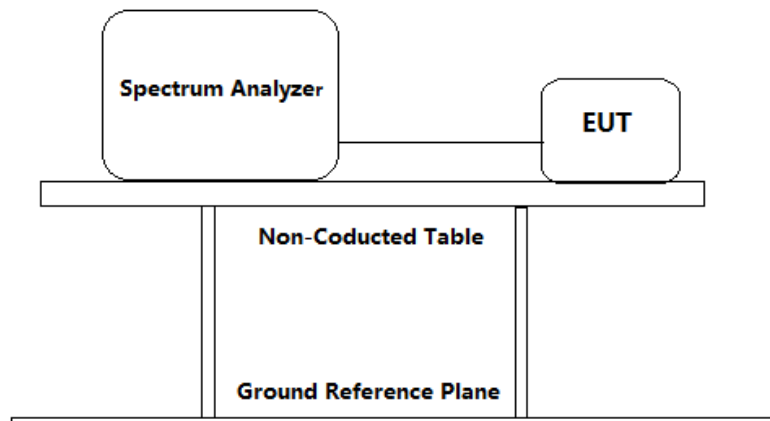 Spectrum Analyzer
EUT
Non-Coducted Table
Ground Reference Plane